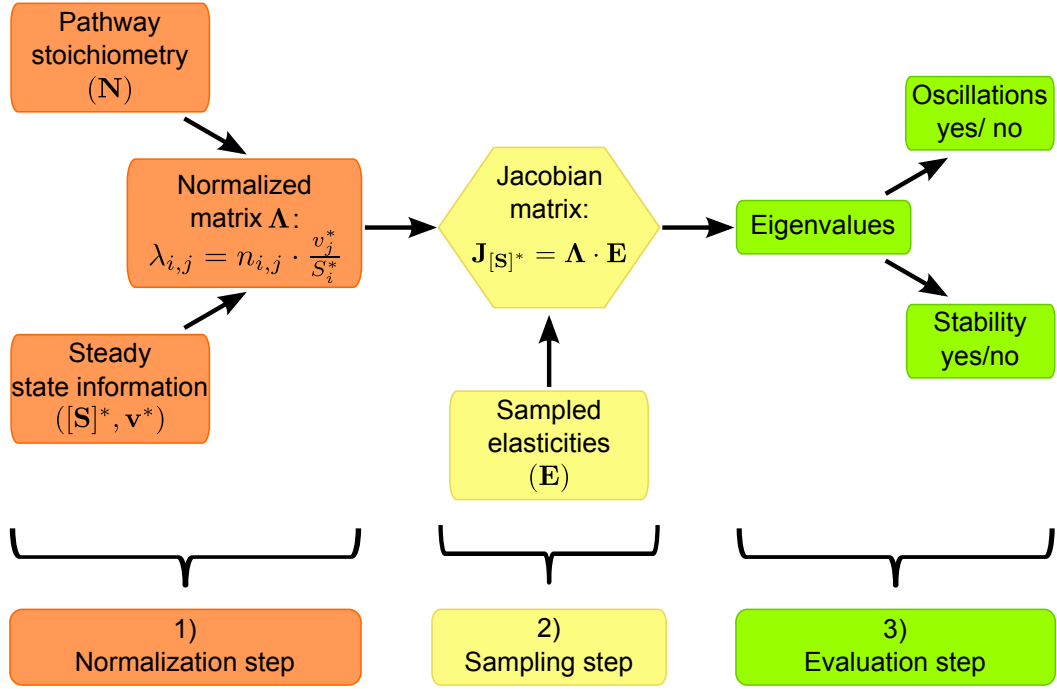 Pathway
stoichiometry
(N)
Normalized
matrix Λ:
λ_{i,j} = n_{i,j} · \frac{v_j^*}{S_i^*}
Steady
state information
([S]*, v*)
Jacobian
matrix:
J_{[S]*} = Λ · E
Sampled
elasticities
(E)
Eigenvalues
Oscillations
yes/ no
Stability
yes/no
1)
Normalization step
2)
Sampling step
3)
Evaluation step